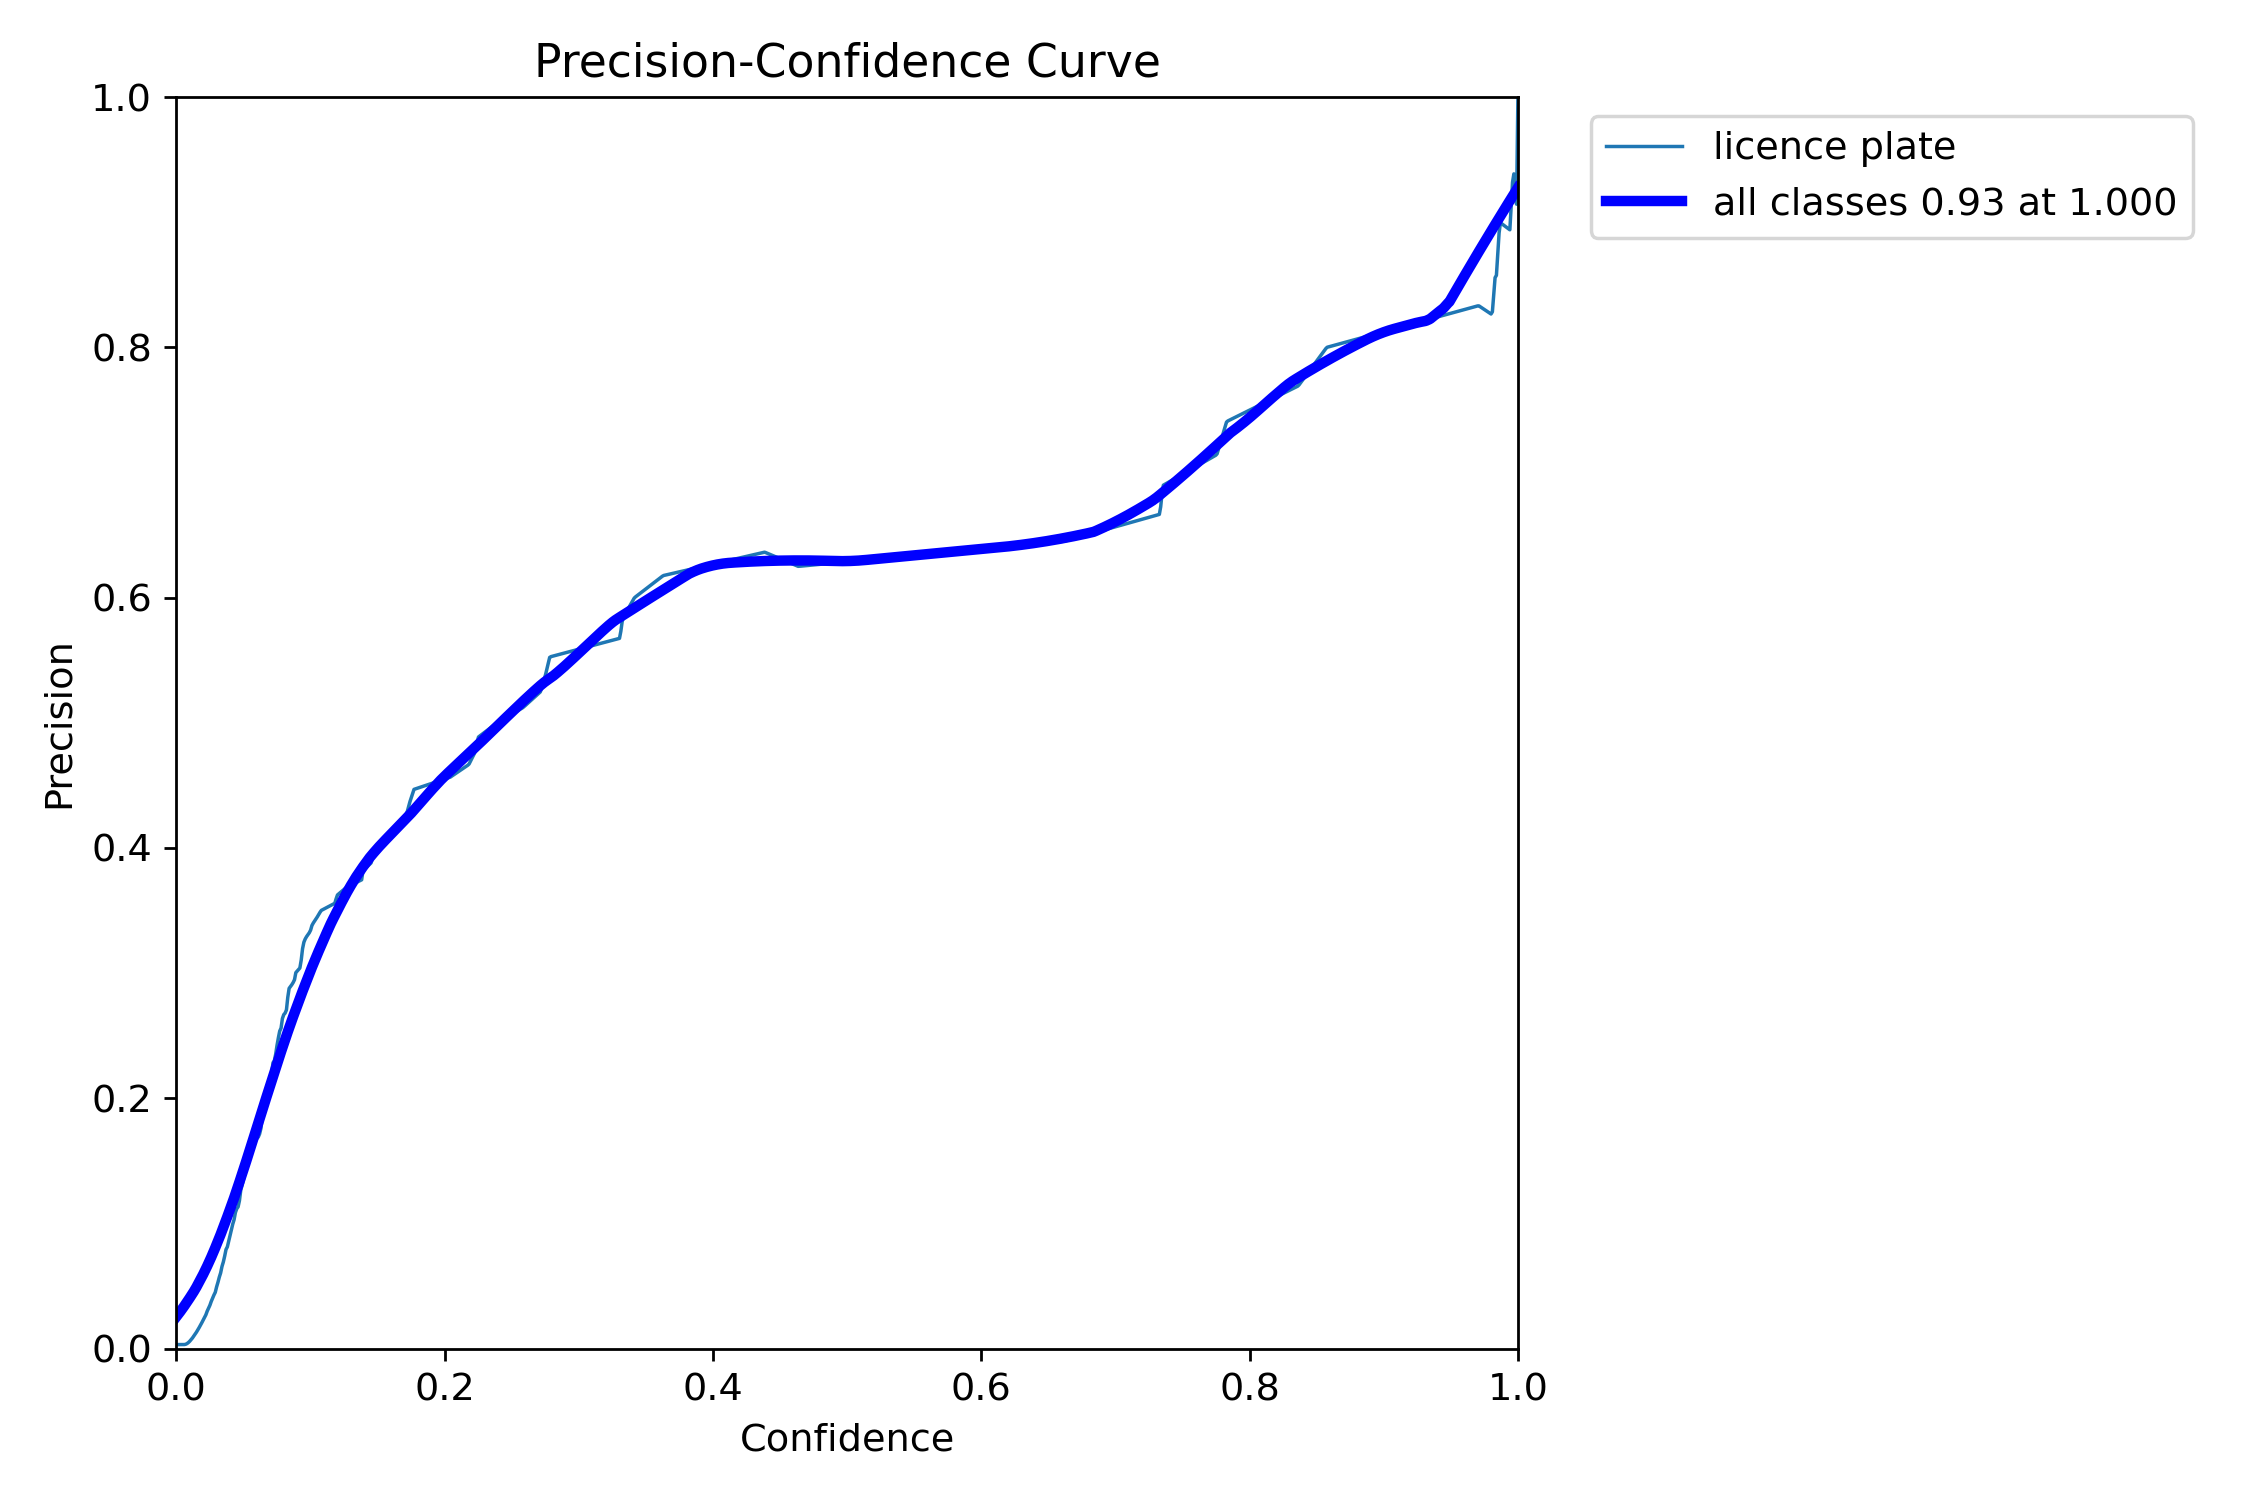 Precision-Confidence Curve
1.0
0.8
0.6
0.4
0.2
0.0
Precision
0.0 0.2 0.4 0.6 0.8 1.0
Confidence
licence plate
all classes 0.93 at 1.000